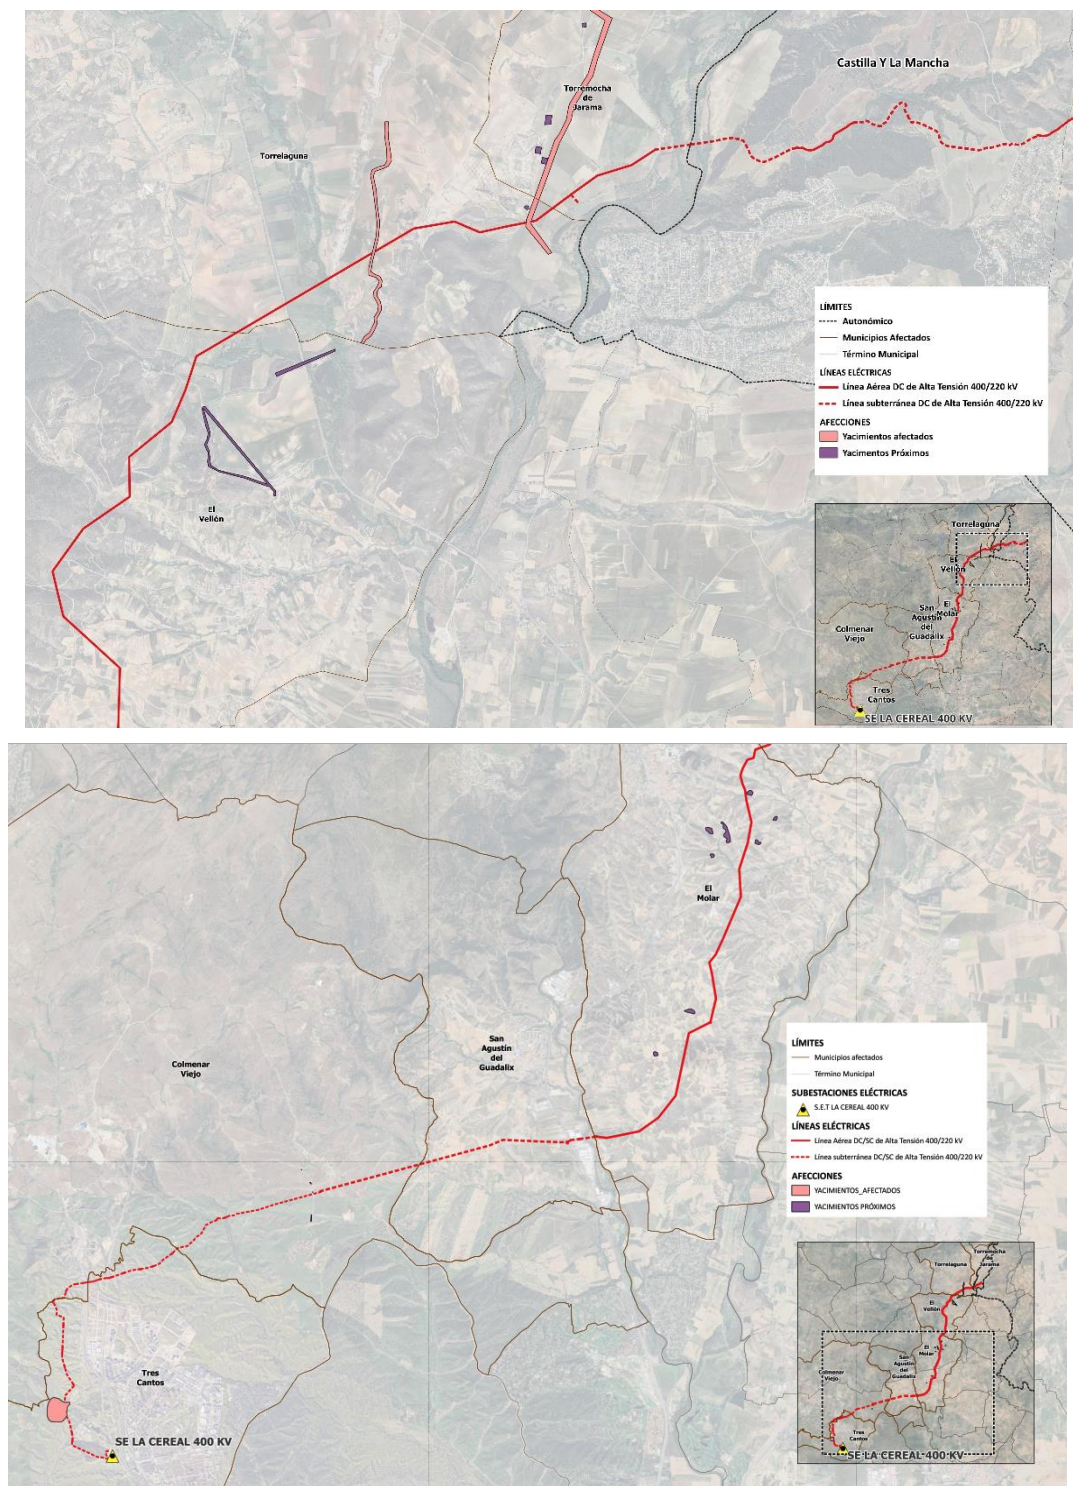 Castilla Y La Mancha
Torremocha
de
Jarama
Torrelaguna
LÍMITES
Autonómico
Municipios Afectados
Término Municipal
LÍNEAS ELÉCTRICAS
Línea Aérea DC de Alta Tensión 400/220 kV
Línea subterránea DC de Alta Tensión 400/220 kV
AFECCIONES
Yacimientos afectados
Yacimentos Próximos
El
Vellón
Torrelaguna
El
Vellón
San
Agustín
del
Guadalix
El
Molar
Colmenar
Viejo
Tres
Cantos
SE LA CEREAL 400 KV
El
Molar
San
Agustín
del
Guadalix
Colmenar
Viejo
LÍMITES
Municipios afectados
Término Municipal
SUBESTACIONES ELÉCTRICAS
S.E.T LA CEREAL 400 KV
LÍNEAS ELÉCTRICAS
Línea Aérea DC/SC de Alta Tensión 400/220 kV
Línea subterránea DC/SC de Alta Tensión 400/220 kV
AFECCIONES
YACIMIENTOS_AFECTADOS
YACIMIENTOS PRÓXIMOS
Tres
Cantos
SE LA CEREAL 400 KV
Torremocha
de
Jarama
Torrelaguna
El
Vellón
El
Molar
San
Agustín
del
Guadalix
Colmenar
Viejo
Tres
Cantos
SE LA CEREAL 400 KV